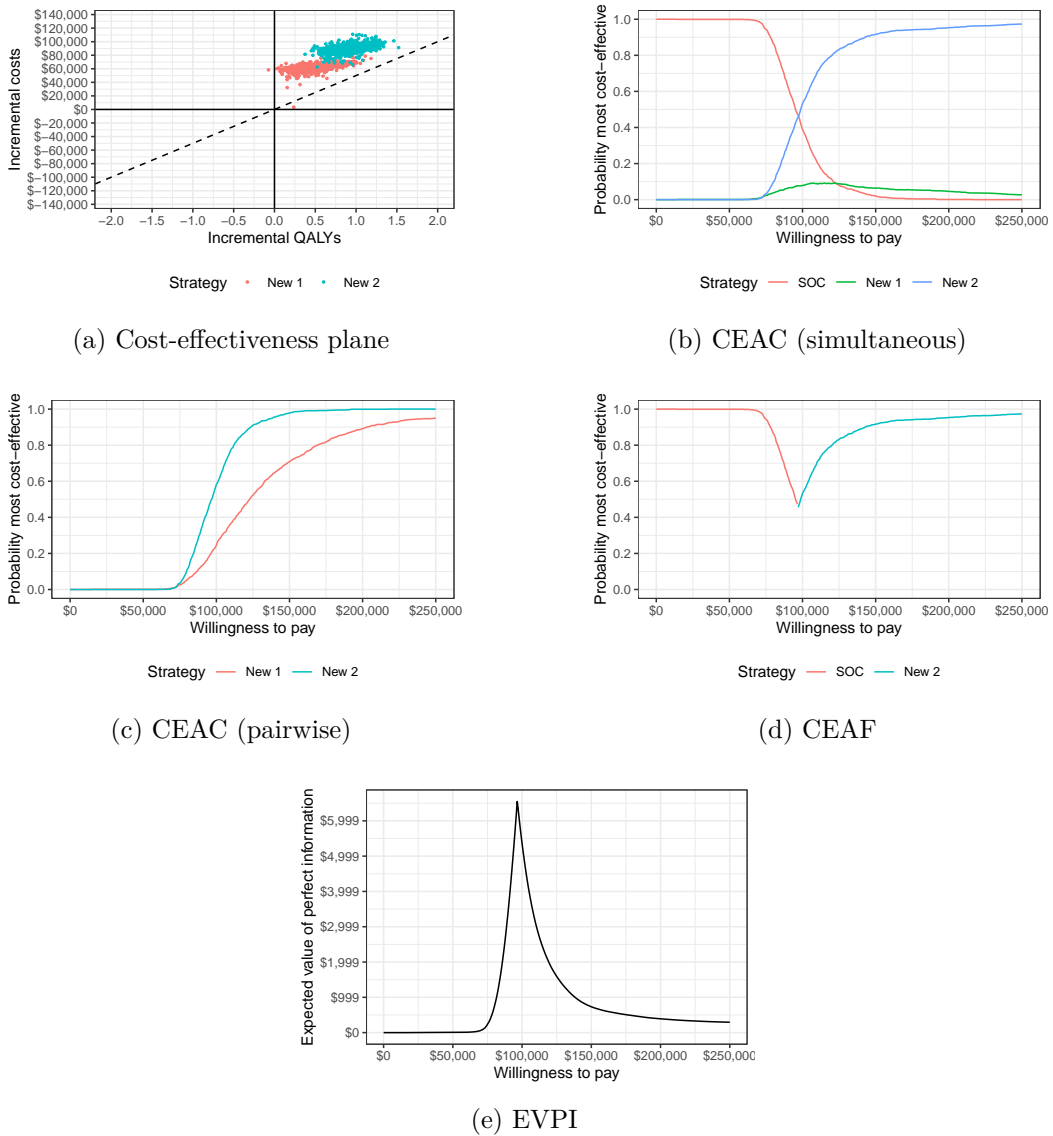 Incremental costs
$140,000
$120,000
$100,000
$80,000
$60,000
$40,000
$20,000
$0
$−20,000
$−40,000
$−60,000
$−80,000
$−100,000
$−120,000
$−140,000
−2.0 −1.5 −1.0 −0.5 0.0 0.5 1.0 1.5 2.0
Incremental QALYs
Strategy New 1 New 2
(a) Cost-effectiveness plane
Probability most cost−effective
1.0
0.8
0.6
0.4
0.2
0.0
$0 $50,000 $100,000 $150,000 $200,000 $250,000
Willingness to pay
Strategy SOC New 1 New 2
(b) CEAC (simultaneous)
Probability most cost−effective
1.0
0.8
0.6
0.4
0.2
0.0
$0 $50,000 $100,000 $150,000 $200,000 $250,000
Willingness to pay
Strategy New 1 New 2
(c) CEAC (pairwise)
Probability most cost−effective
1.0
0.8
0.6
0.4
0.2
0.0
$0 $50,000 $100,000 $150,000 $200,000 $250,000
Willingness to pay
Strategy SOC New 2
(d) CEAF
Expected value of perfect information
$5,999
$4,999
$3,999
$2,999
$1,999
$999
$0
$0 $50,000 $100,000 $150,000 $200,000 $250,000
Willingness to pay
(e) EVPI